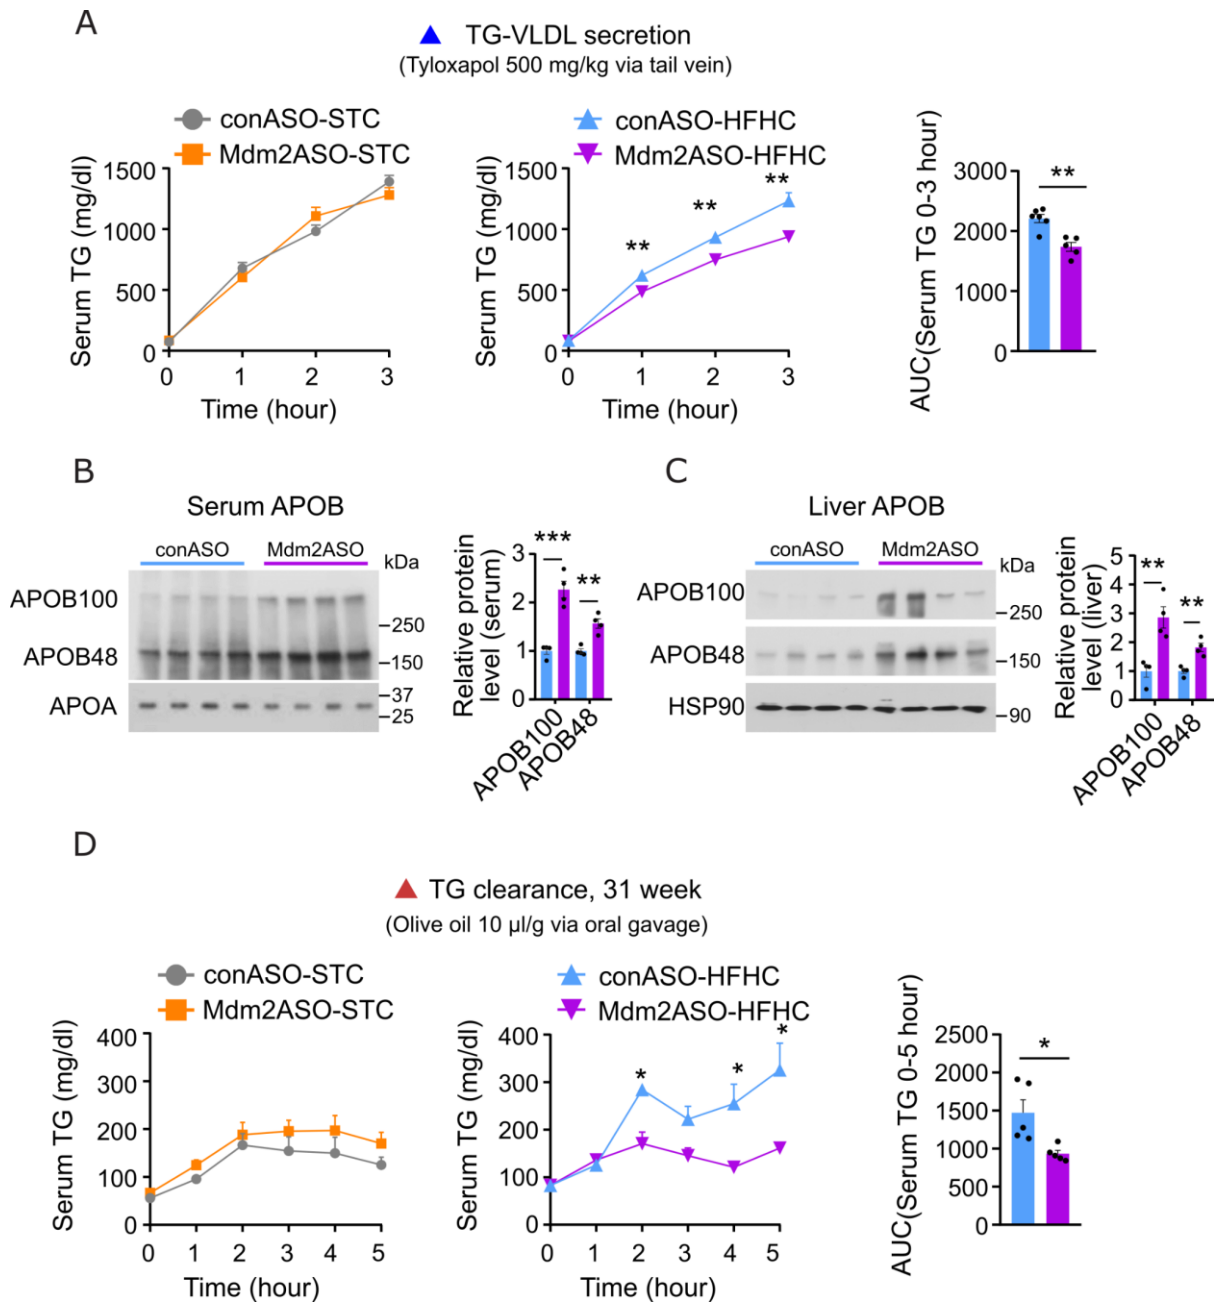 A
TG-VLDL secretion
(Tyloxapol 500 mg/kg via tail vein)
conASO-STC
Mdm2ASO-STC
conASO-HFHC
Mdm2ASO-HFHC
Serum TG (mg/dl)
1500
1000
500
0
0 1 2 3
Time (hour)
Serum TG (mg/dl)
1500
1000
500
0
** ** **
0 1 2 3
Time (hour)
AUC(Serum TG 0-3 hour)
3000
2000
1000
0
**
B
Serum APOB
conASO Mdm2ASO kDa
APOB100
APOB48
APOA
250
150
37
25
Relative protein
level (serum)
3
2
1
0
*** **
APOB100
APOB48
C
Liver APOB
conASO Mdm2ASO kDa
APOB100
APOB48
HSP90
250
150
90
Relative protein
level (liver)
5
4
3
2
1
0
** **
APOB100
APOB48
D
TG clearance, 31 week
(Olive oil 10 µl/g via oral gavage)
conASO-STC
Mdm2ASO-STC
conASO-HFHC
Mdm2ASO-HFHC
Serum TG (mg/dl)
400
300
200
100
0
0 1 2 3 4 5
Time (hour)
Serum TG (mg/dl)
400
300
200
100
0
* * *
0 1 2 3 4 5
Time (hour)
AUC(Serum TG 0-5 hour)
2500
2000
1500
1000
500
0
*